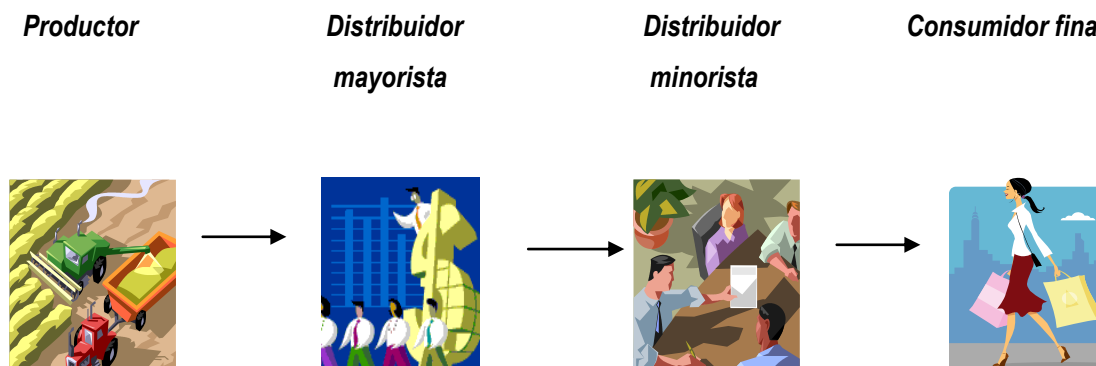 Productor
Distribuidor
mayorista
Distribuidor
minorista
Consumidor fina